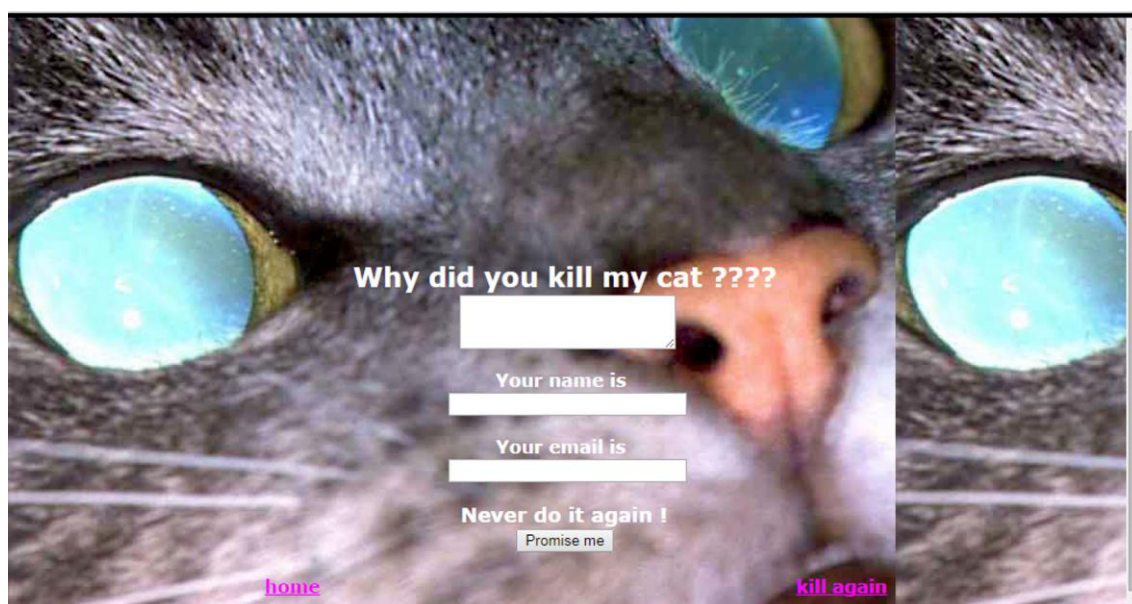 Why did you kill my cat ????
Your name is
Your email is
Never do it again !
Promise me
home
kill again